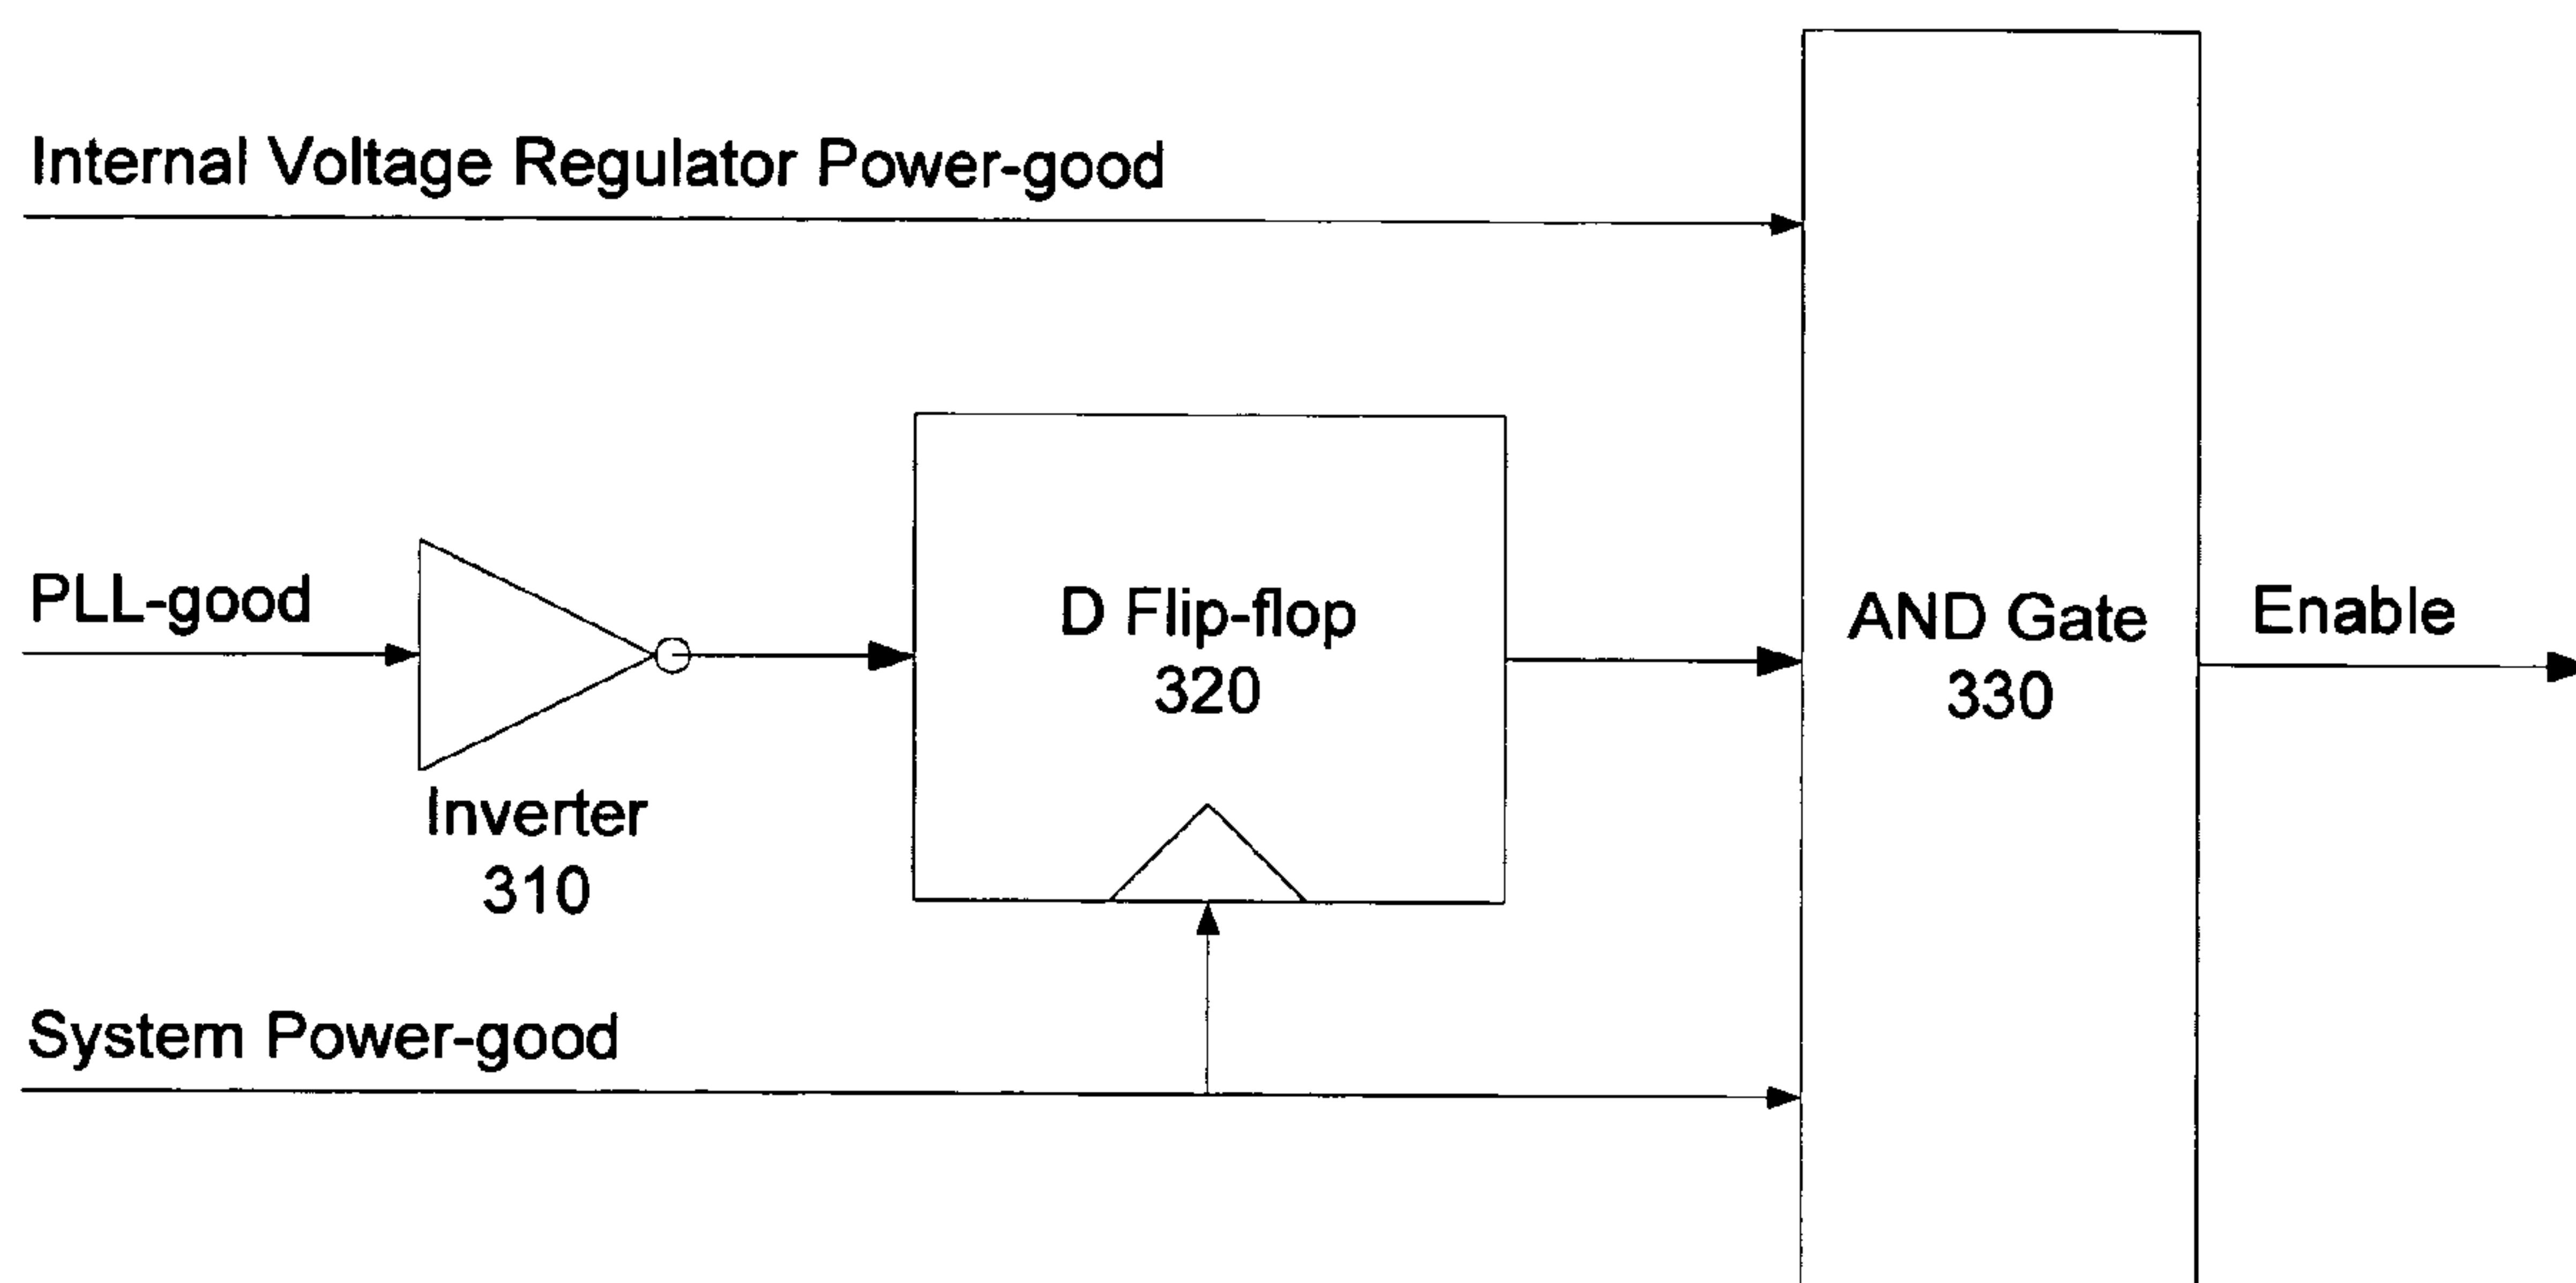 Internal Voltage Regulator Power-good
PLL-good
Inverter
310
D Flip-flop
320
AND Gate
330
Enable
System Power-good